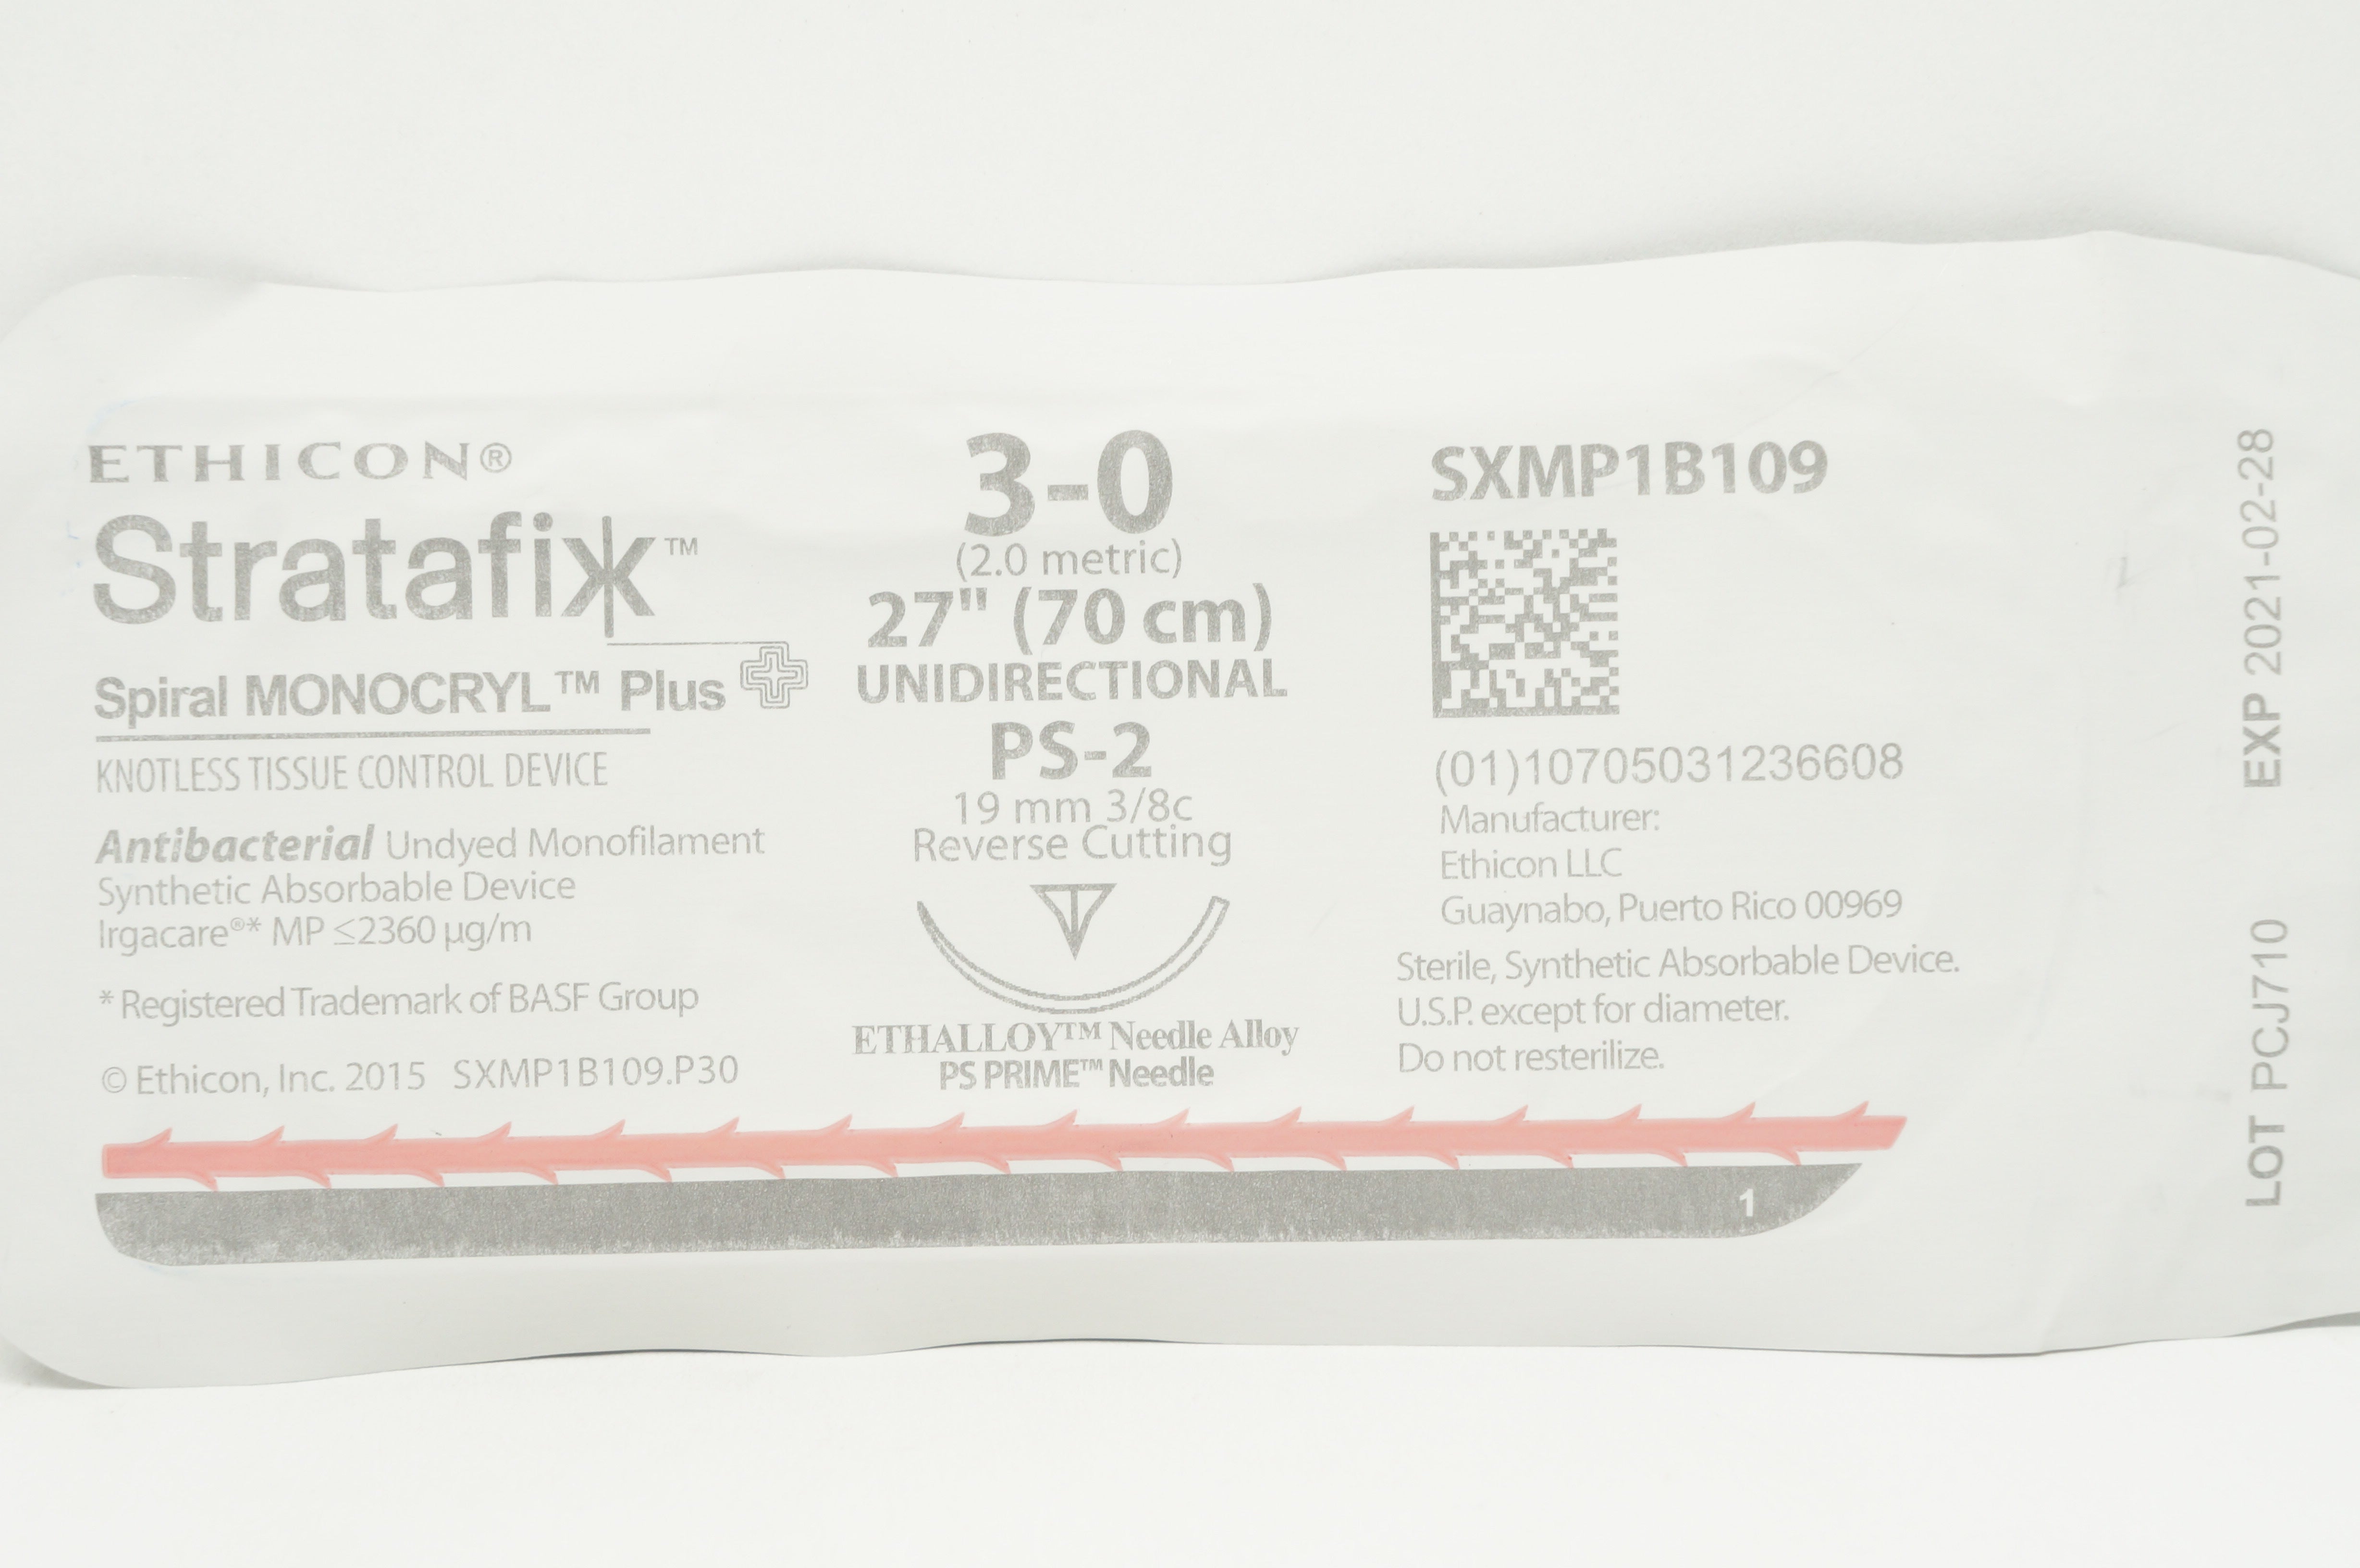 ETHICON®
Stratafix™
Spiral MONOCRYL™ Plus
KNOTLESS TISSUE CONTROL DEVICE
Antibacterial Undyed Monofilament
Synthetic Absorbable Device
Irgacare®* MP ≤2360 µg/m
* Registered Trademark of BASF Group
© Ethicon, Inc. 2015 SXMP1B109.P30
3-0
(2.0 metric)
27" (70 cm)
UNIDIRECTIONAL
PS-2
19 mm 3/8c
Reverse Cutting
ETHALLOY™ Needle Alloy
PS PRIME™ Needle
SXMP1B109
(01)10705031236608
Manufacturer:
Ethicon LLC
Guaynabo, Puerto Rico 00969
Sterile, Synthetic Absorbable Device.
U.S.P. except for diameter.
Do not resterilize.
1
LOT PCJ710 EXP 2021-02-28